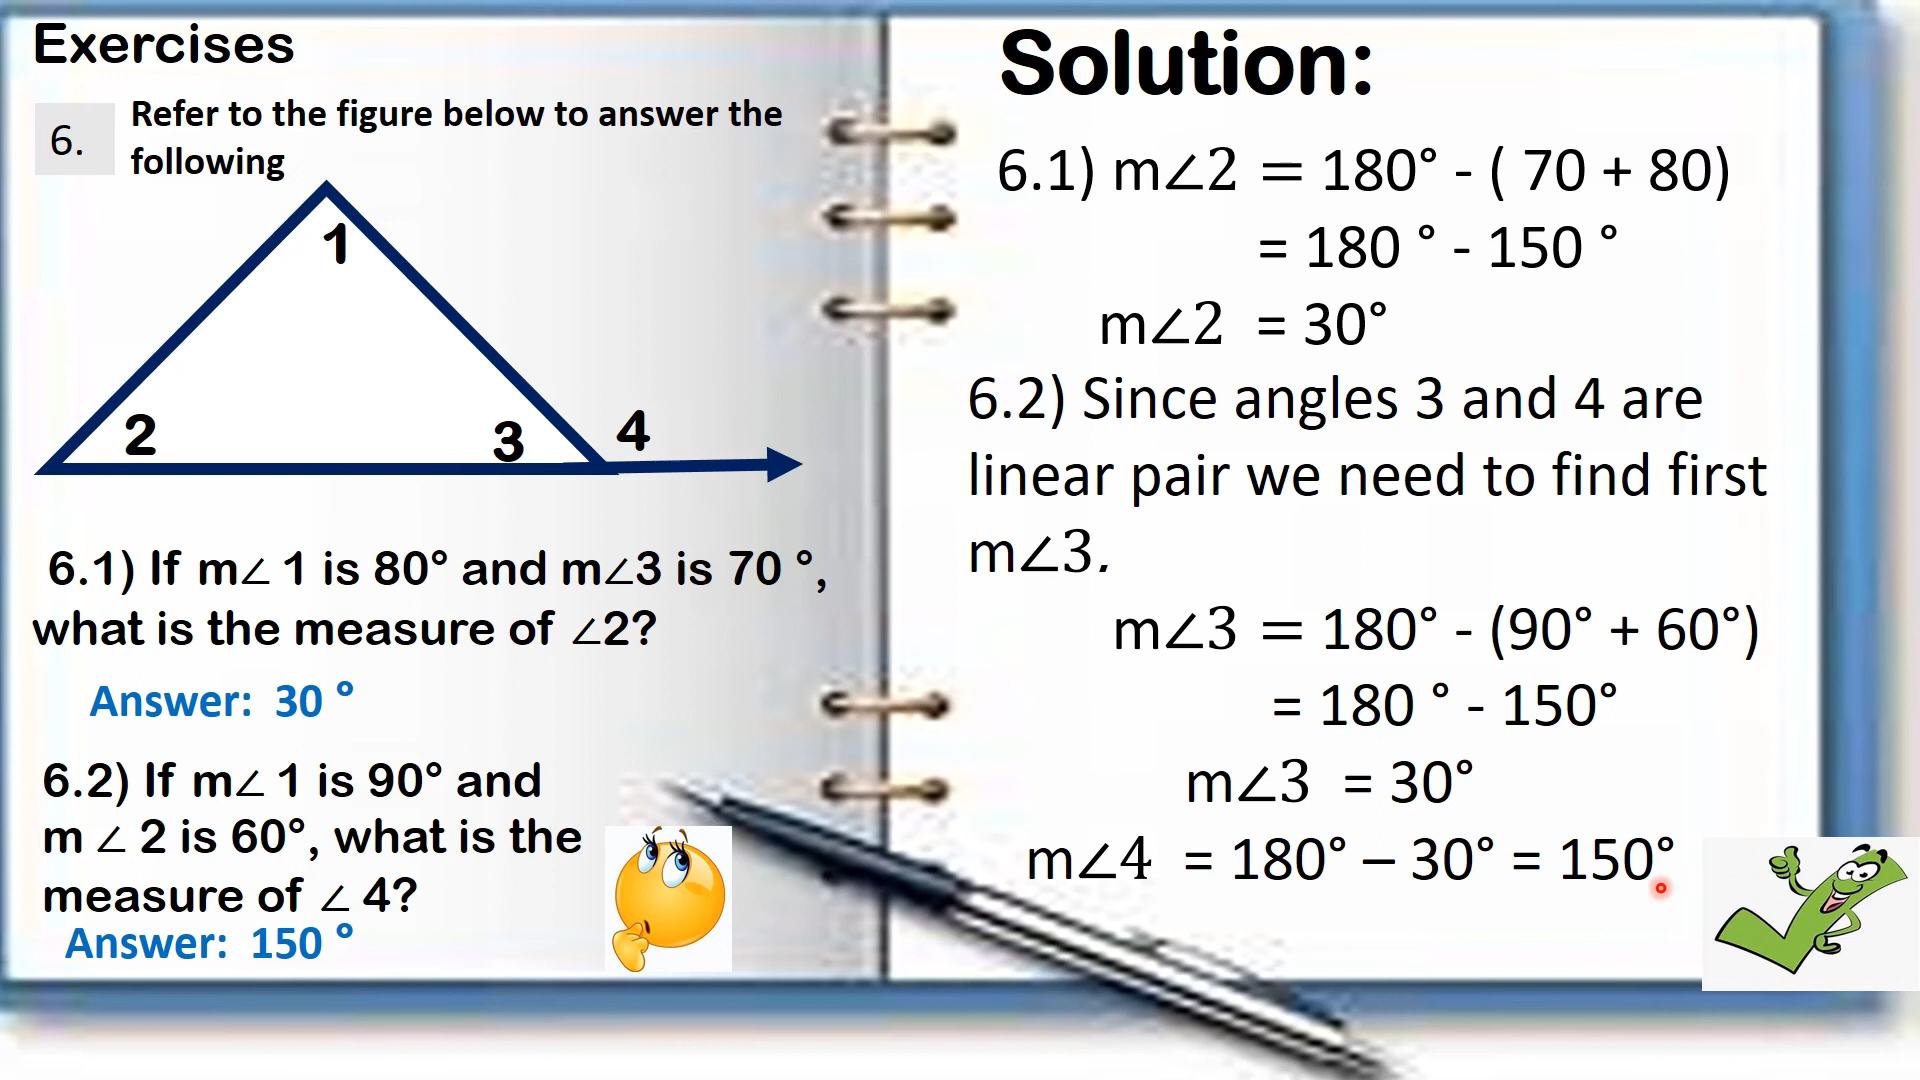 Exercises
6.
Refer to the figure below to answer the
following
1
2
3
4
6.1) If m∠ 1 is 80° and m∠3 is 70 °,
what is the measure of ∠2?
Answer: 30 °
6.2) If m∠ 1 is 90° and
m ∠ 2 is 60°, what is the
measure of ∠ 4?
Answer: 150 °
Solution:
6.1) m∠2 = 180° - ( 70 + 80)
= 180 ° - 150 °
m∠2 = 30°
6.2) Since angles 3 and 4 are
linear pair we need to find first
m∠3.
m∠3 = 180° - (90° + 60°)
= 180 ° - 150°
m∠3 = 30°
m∠4 = 180° – 30° = 150°